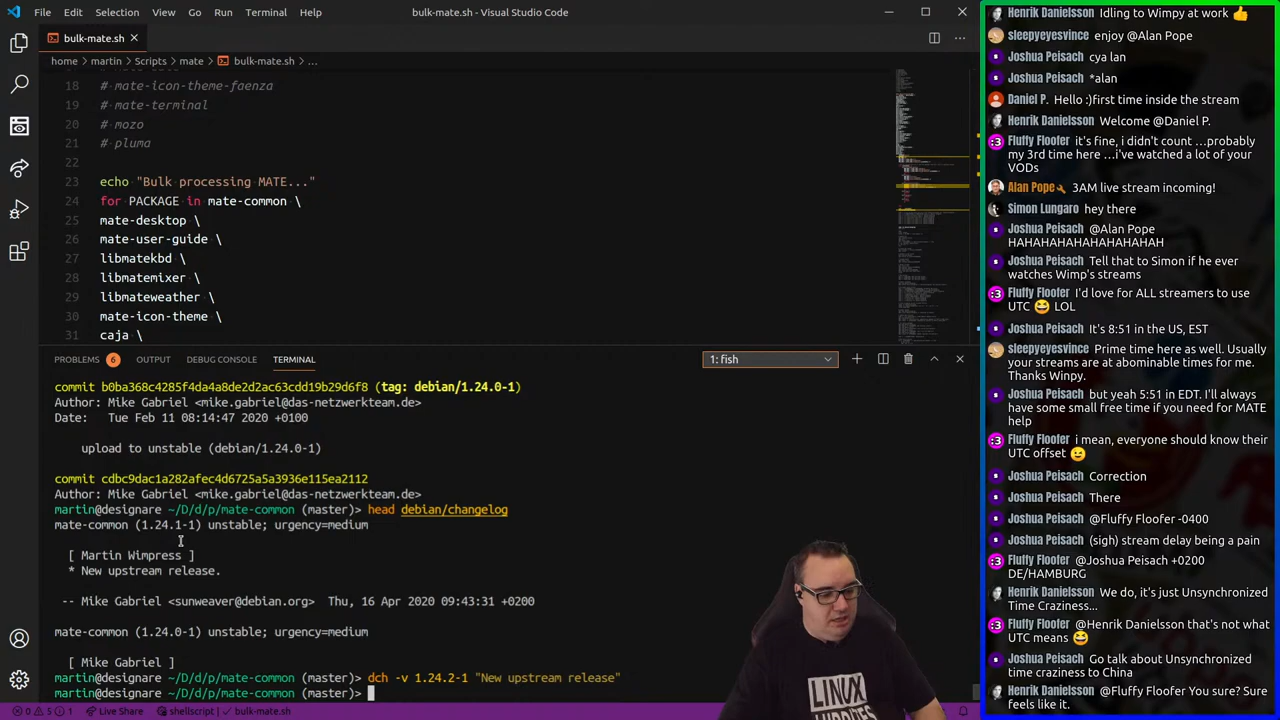 File Edit Selection View Go Run Terminal Help
bulk-mate.sh - Visual Studio Code
bulk-mate.sh
home > martin > Scripts > mate > bulk-mate.sh > ...
18 # mate-icon-theme-faenza
19 # mate-terminal
20 # mozo
21 # pluma
22
23 echo "Bulk processing MATE..."
24 for PACKAGE in mate-common \
25 mate-desktop \
26 mate-user-guide \
27 libmatekbd \
28 libmatemixer \
29 libmateweather \
30 mate-icon-theme \
31 caja \
PROBLEMS 6 OUTPUT DEBUG CONSOLE TERMINAL
1: fish
commit b0ba368c4285f4da4a8de2d2ac63cdd19b29d6f8 (tag: debian/1.24.0-1)
Author: Mike Gabriel <mike.gabriel@das-netzwerkteam.de>
Date: Tue Feb 11 08:14:47 2020 +0100
upload to unstable (debian/1.24.0-1)
commit cdbc9dac1a282afec4d6725a5a3936e115ea2112
Author: Mike Gabriel <mike.gabriel@das-netzwerkteam.de>
martin@designare ~/D/d/p/mate-common (master)> head debian/changelog
mate-common (1.24.1-1) unstable; urgency=medium
[ Martin Wimpress ]
* New upstream release.
-- Mike Gabriel <sunweaver@debian.org> Thu, 16 Apr 2020 09:43:31 +0200
mate-common (1.24.0-1) unstable; urgency=medium
[ Mike Gabriel ]
martin@designare ~/D/d/p/mate-common (master)> dch -v 1.24.2-1 "New upstream release"
martin@designare ~/D/d/p/mate-common (master)>
0 5 1 Live Share shellscript bulk-mate.sh
LINUX
Henrik Danielsson Idling to Wimpy at work 👍
sleepyeyesvince enjoy @Alan Pope
Joshua Peisach cya lan
Joshua Peisach *alan
Daniel P. Hello :)first time inside the stream
Henrik Danielsson Welcome @Daniel P.
Fluffy Floofer it's fine, i didn't count …probably
my 3rd time here …i've watched a lot of your
VODs
Alan Pope 3AM live stream incoming!
Simon Lungaro hey there
Joshua Peisach @Alan Pope
HAHAHAHAHAHAHAHAH
Joshua Peisach Tell that to Simon if he ever
watches Wimp's streams
Fluffy Floofer I'd love for ALL streamers to use
UTC 😆 LOL
Joshua Peisach It's 8:51 in the US, EST
sleepyeyesvince Prime time here as well. Usually
your streams are at abominable times for me.
Thanks Winpy.
Joshua Peisach but yeah 5:51 in EDT. I'll always
have some small free time if you need for MATE
help
Fluffy Floofer i mean, everyone should know their
UTC offset 😉
Joshua Peisach Correction
Joshua Peisach There
Joshua Peisach @Fluffy Floofer -0400
Joshua Peisach (sigh) stream delay being a pain
Fluffy Floofer @Joshua Peisach +0200
DE/HAMBURG
Henrik Danielsson We do, it's just Unsynchronized
Time Craziness...
Fluffy Floofer @Henrik Danielsson that's not what
UTC means 😆
Joshua Peisach Go talk about Unsynchronized
time craziness to China
Henrik Danielsson @Fluffy Floofer You sure? Sure
feels like it.